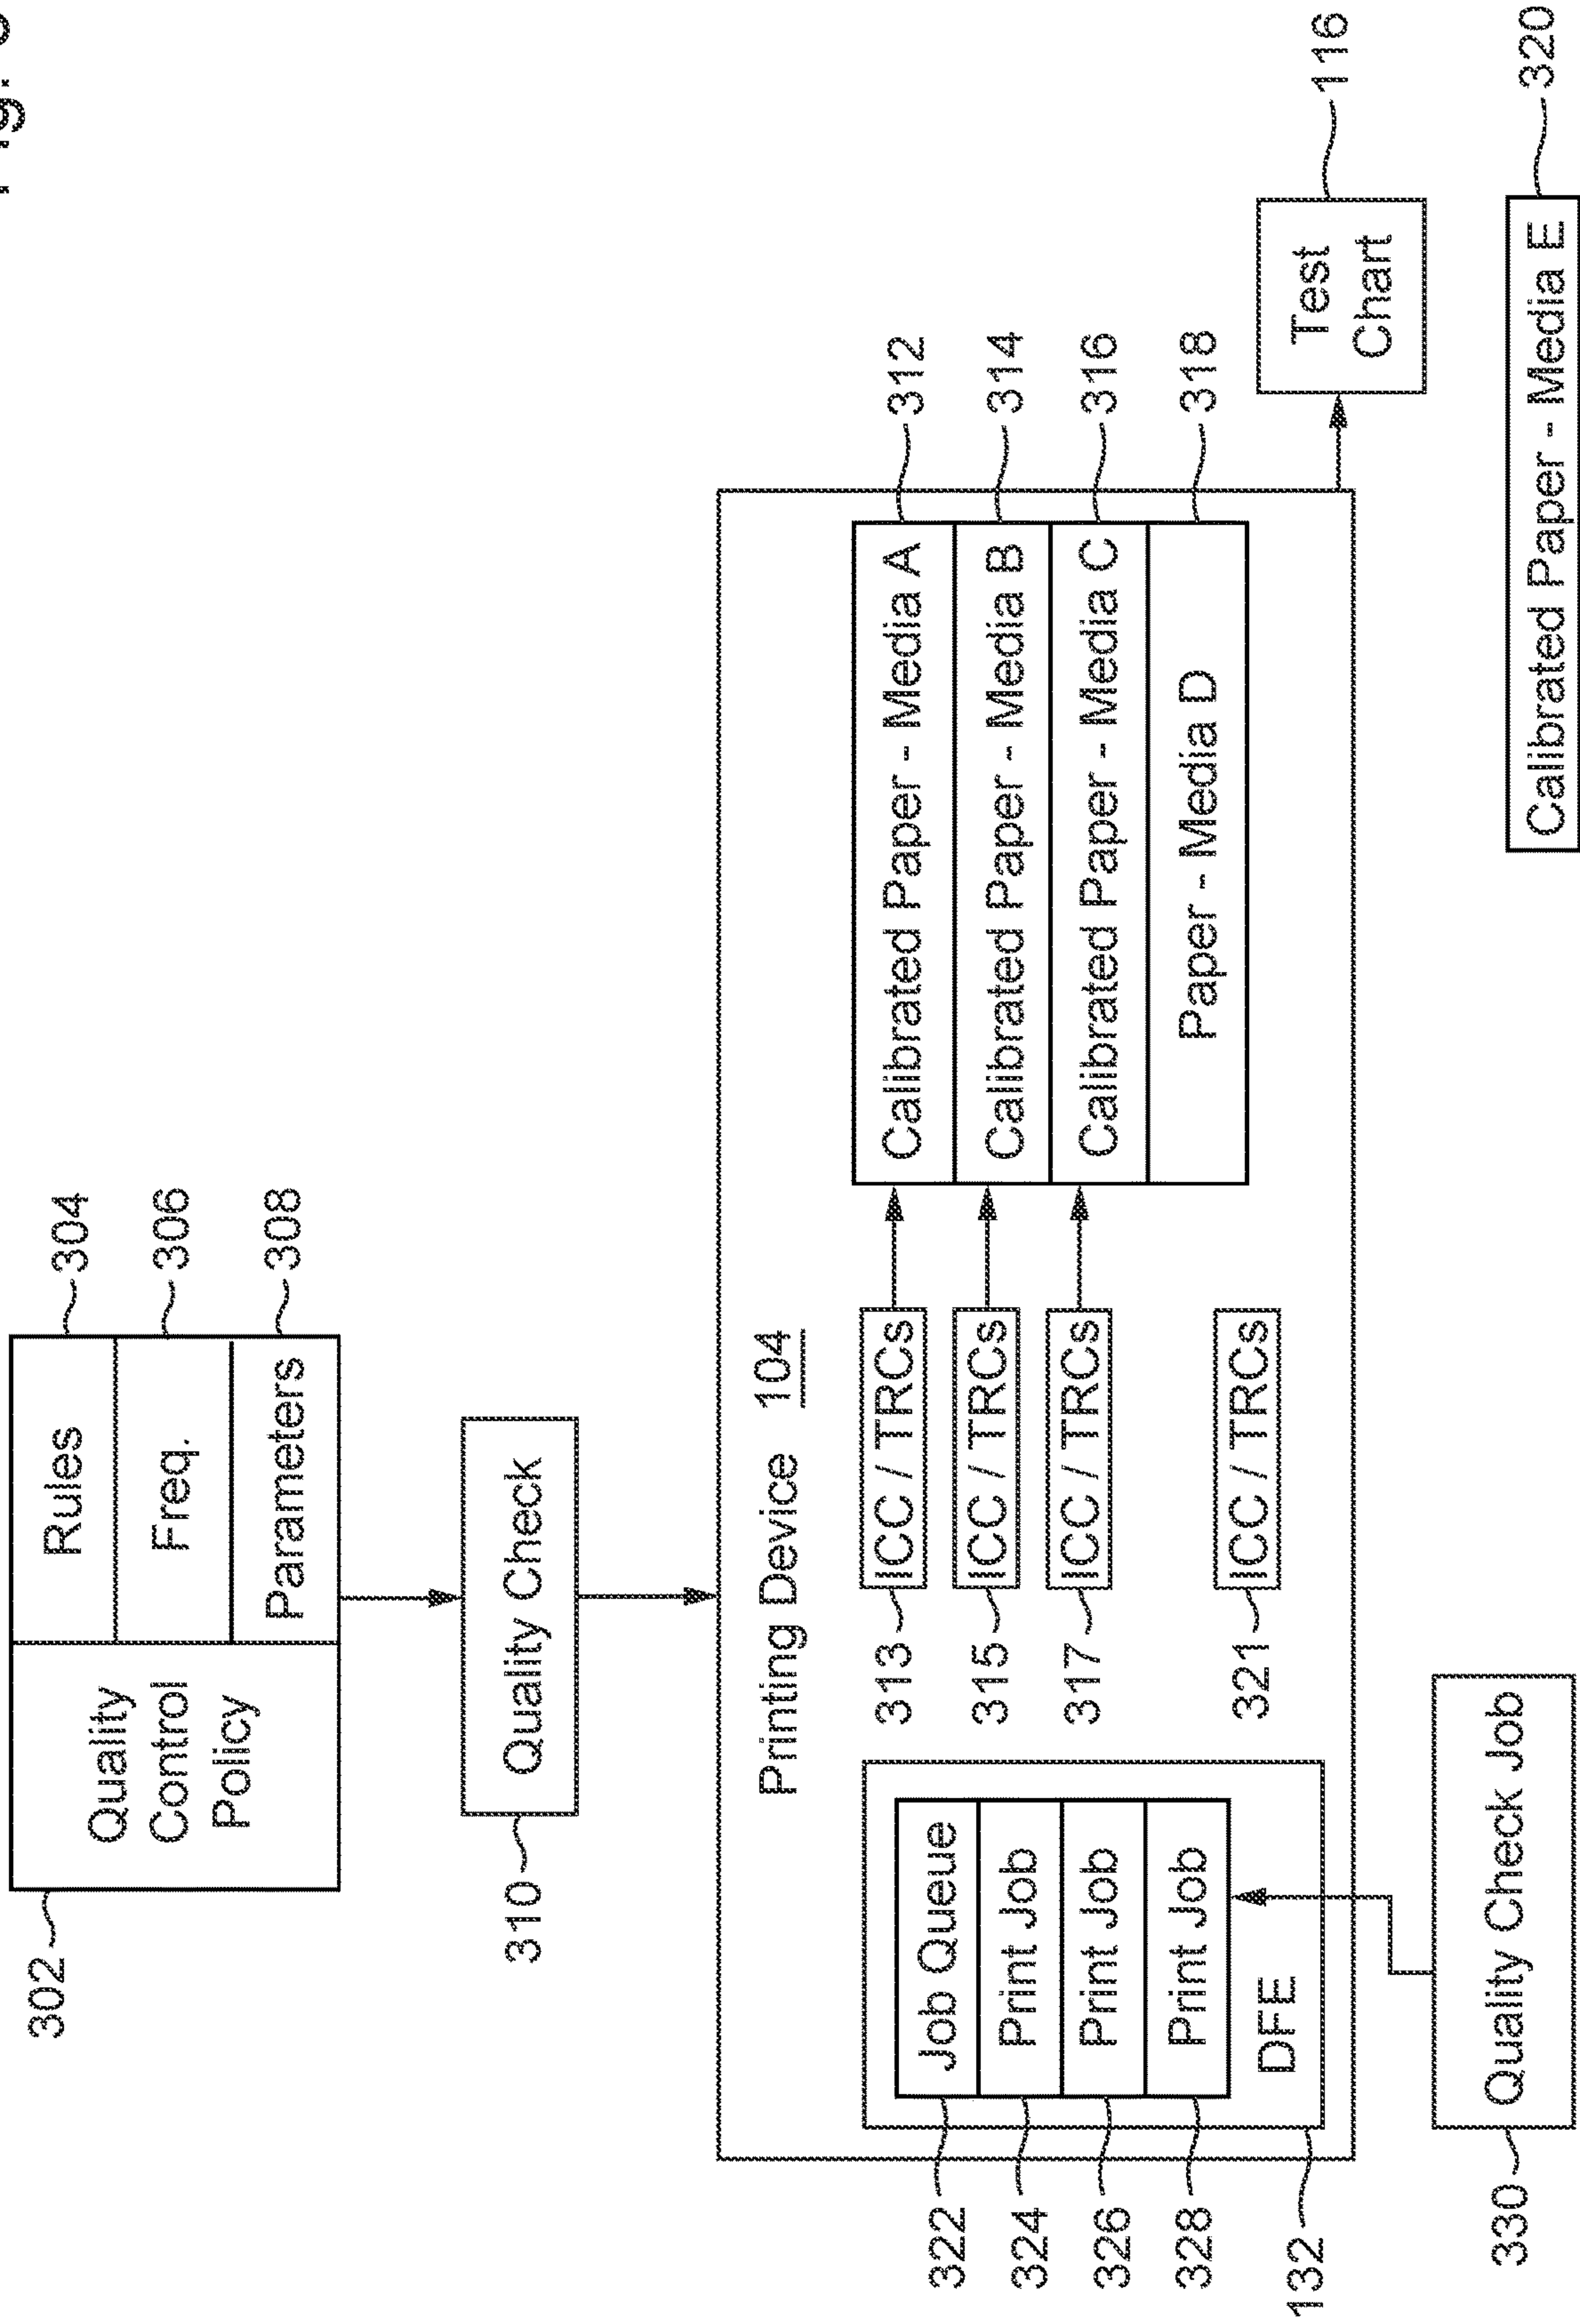 Fig.
302
Quality
Control
Policy
Rules
304
Freq.
306
Parameters
308
310
Quality Check
Printing Device 104
322
Job Queue
324
Print Job
326
Print Job
328
Print Job
132
DFE
313
ICC / TRCs
315
ICC / TRCs
317
ICC / TRCs
321
ICC / TRCs
Calibrated Paper - Media A
312
Calibrated Paper - Media B
314
Calibrated Paper - Media C
316
Paper - Media D
318
Test
Chart
116
330
Quality Check Job
Calibrated Paper - Media E
320